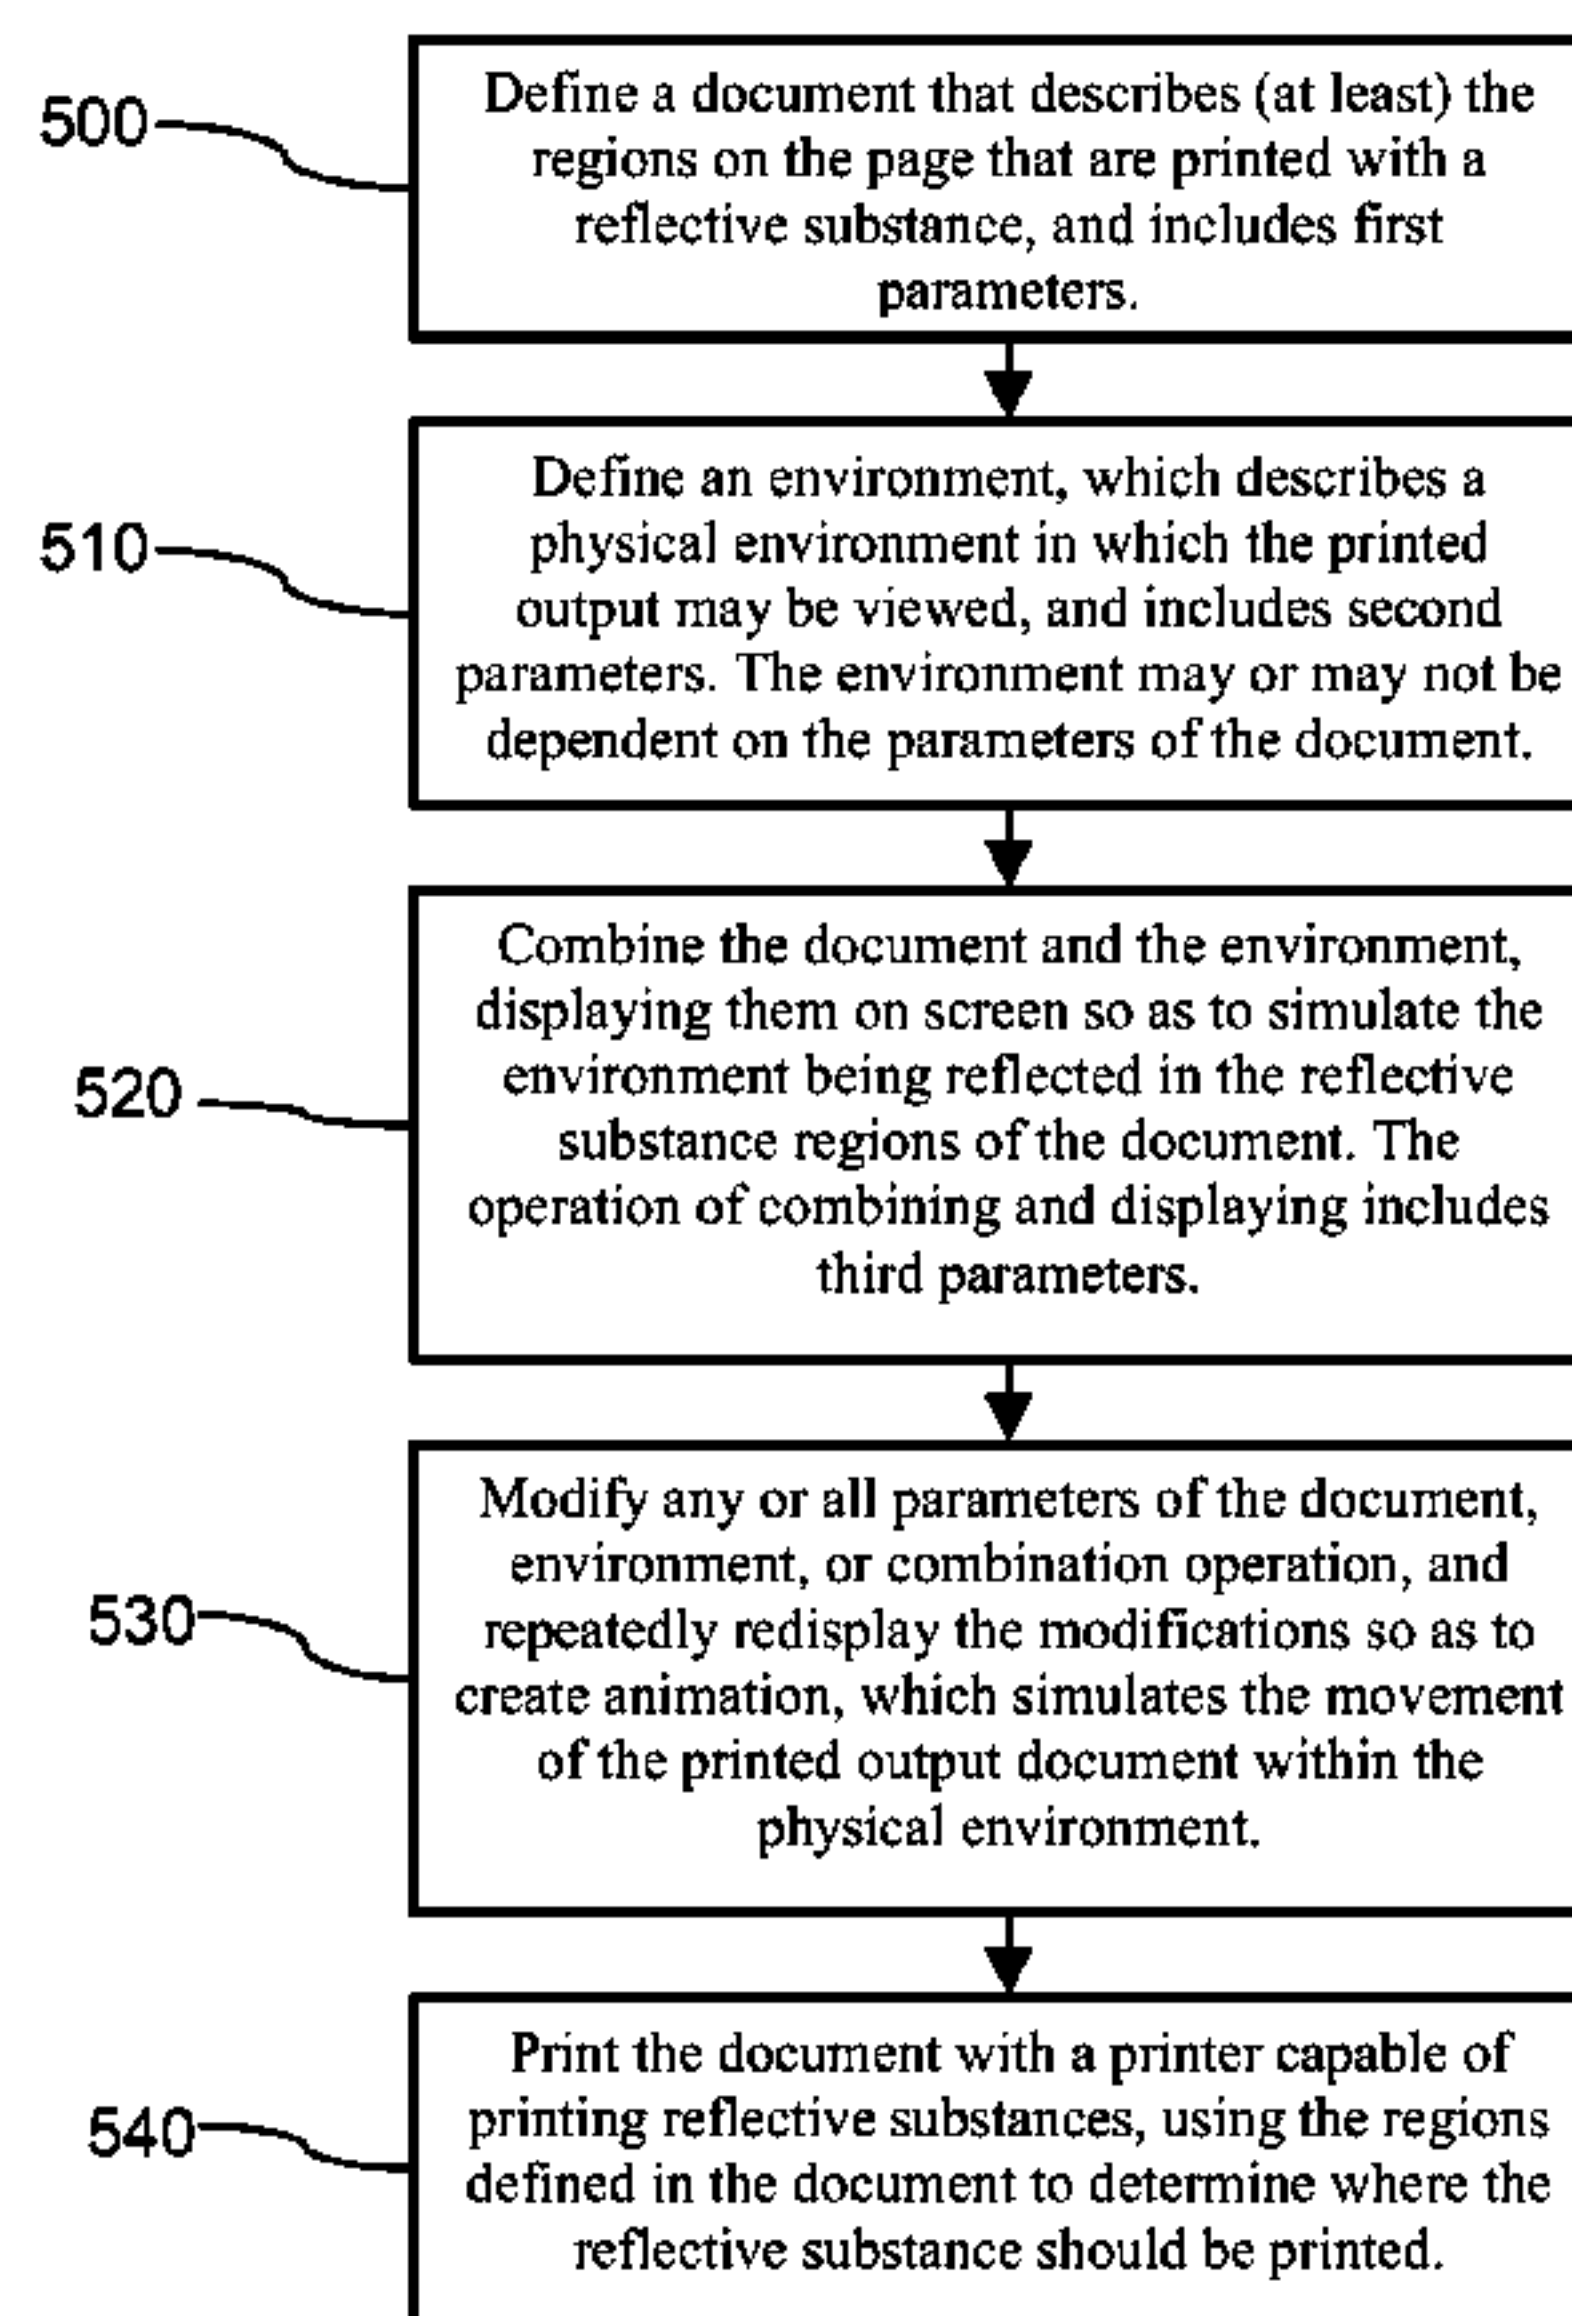 500
Define a document that describes (at least) the
regions on the page that are printed with a
reflective substance, and includes first
parameters.
510
Define an environment, which describes a
physical environment in which the printed
output may be viewed, and includes second
parameters. The environment may or may not be
dependent on the parameters of the document.
520
Combine the document and the environment,
displaying them on screen so as to simulate the
environment being reflected in the reflective
substance regions of the document. The
operation of combining and displaying includes
third parameters.
530
Modify any or all parameters of the document,
environment, or combination operation, and
repeatedly redisplay the modifications so as to
create animation, which simulates the movement
of the printed output document within the
physical environment.
540
Print the document with a printer capable of
printing reflective substances, using the regions
defined in the document to determine where the
reflective substance should be printed.